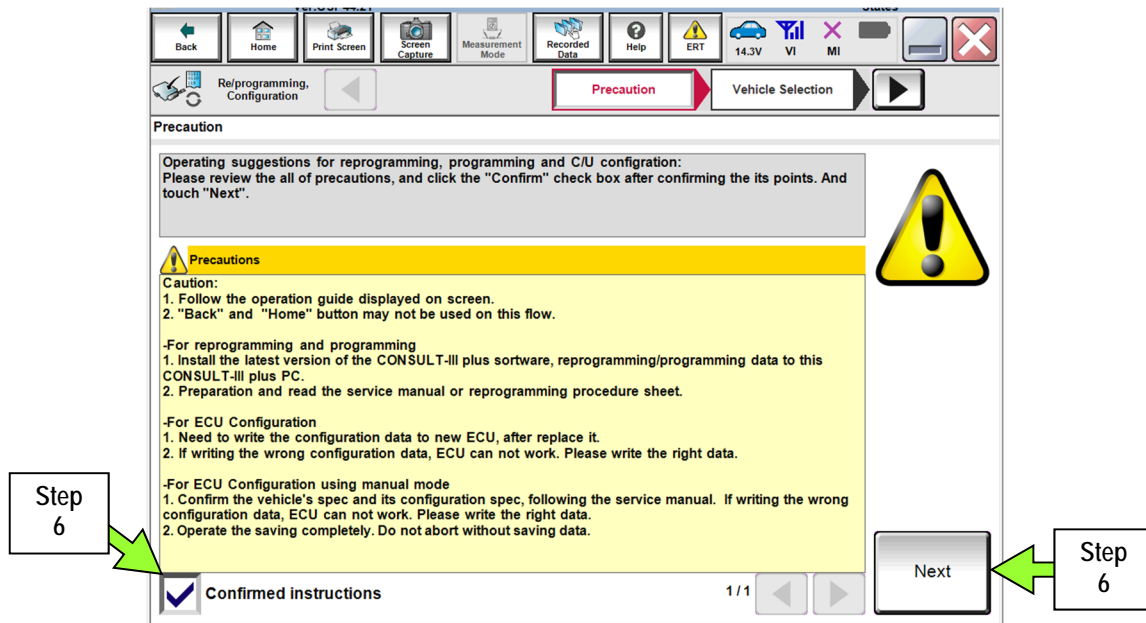 Back
Home
Print Screen
Screen
Capture
Measurement
Mode
Recorded
Data
Help
ERT
14.3V
VI
MI
Re/programming,
Configuration
Precaution
Vehicle Selection
Precaution
Operating suggestions for reprogramming, programming and C/U configration:
Please review the all of precautions, and click the "Confirm" check box after confirming the its points. And
touch "Next".
Precautions
Caution:
1. Follow the operation guide displayed on screen.
2. "Back" and "Home" button may not be used on this flow.
-For reprogramming and programming
1. Install the latest version of the CONSULT-III plus sortware, reprogramming/programming data to this
CONSULT-III plus PC.
2. Preparation and read the service manual or reprogramming procedure sheet.
-For ECU Configuration
1. Need to write the configuration data to new ECU, after replace it.
2. If writing the wrong configuration data, ECU can not work. Please write the right data.
-For ECU Configuration using manual mode
1. Confirm the vehicle's spec and its configuration spec, following the service manual. If writing the wrong
configuration data, ECU can not work. Please write the right data.
2. Operate the saving completely. Do not abort without saving data.
Step
6
Confirmed instructions
1/1
Next
Step
6